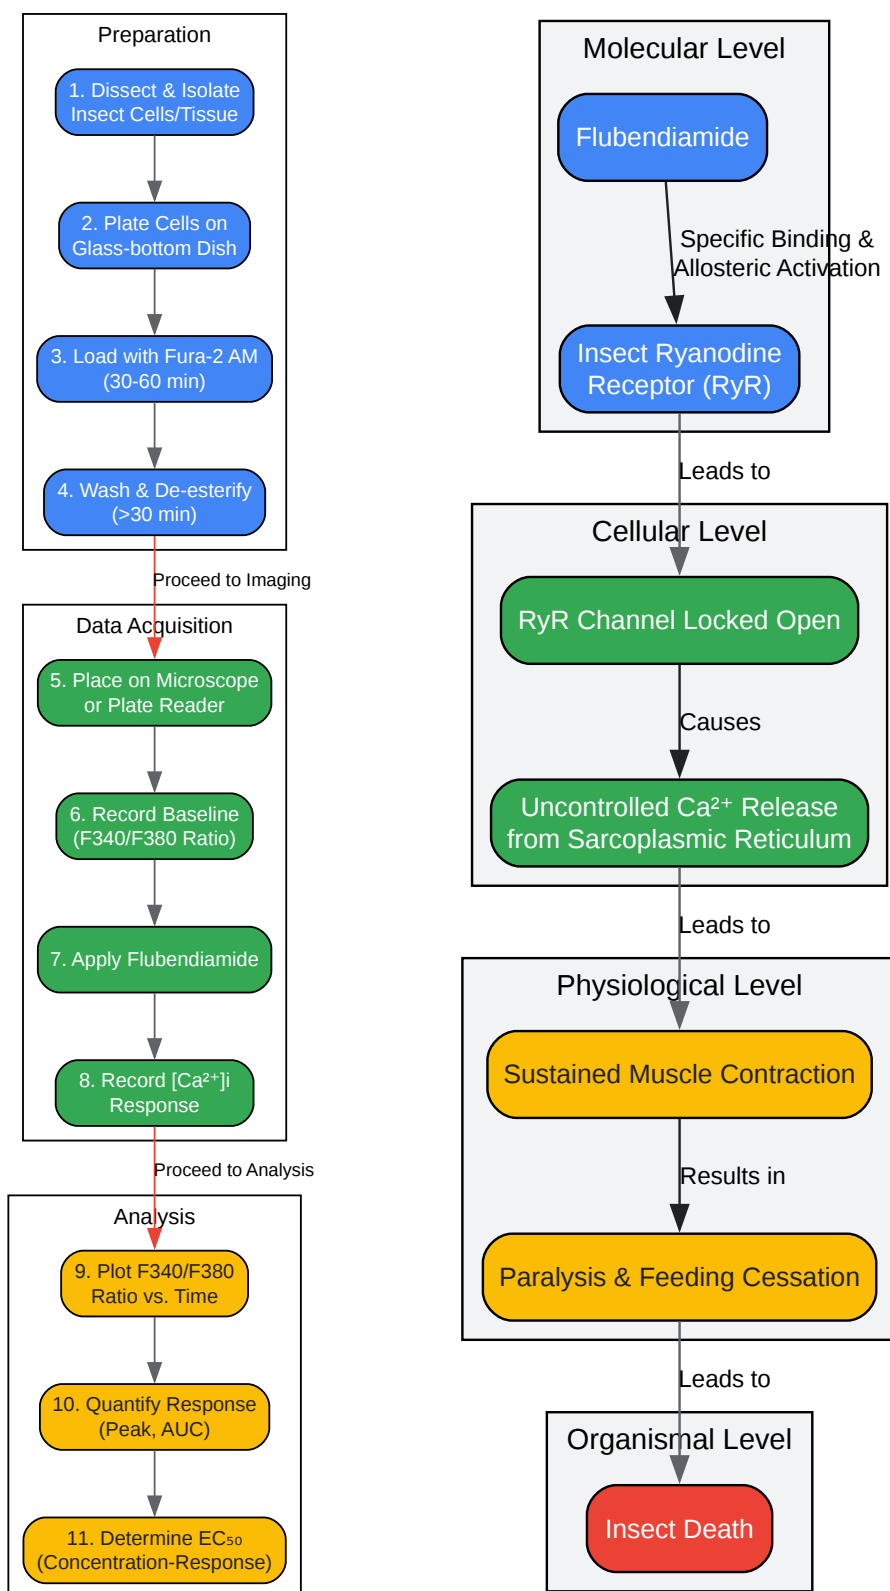 Preparation
1. Dissect & Isolate
Insect Cells/Tissue
2. Plate Cells on
Glass-bottom Dish
3. Load with Fura-2 AM
(30-60 min)
4. Wash & De-esterify
(>30 min)
Proceed to Imaging
Data Acquisition
5. Place on Microscope
or Plate Reader
6. Record Baseline
(F340/F380 Ratio)
7. Apply Flubendiamide
8. Record [Ca²⁺]i
Response
Proceed to Analysis
Analysis
9. Plot F340/F380
Ratio vs. Time
10. Quantify Response
(Peak, AUC)
11. Determine EC₅₀
(Concentration-Response)
Molecular Level
Flubendiamide
Specific Binding &
Allosteric Activation
Insect Ryanodine
Receptor (RyR)
Leads to
Cellular Level
RyR Channel Locked Open
Causes
Uncontrolled Ca²⁺ Release
from Sarcoplasmic Reticulum
Leads to
Physiological Level
Sustained Muscle Contraction
Results in
Paralysis & Feeding Cessation
Leads to
Organismal Level
Insect Death